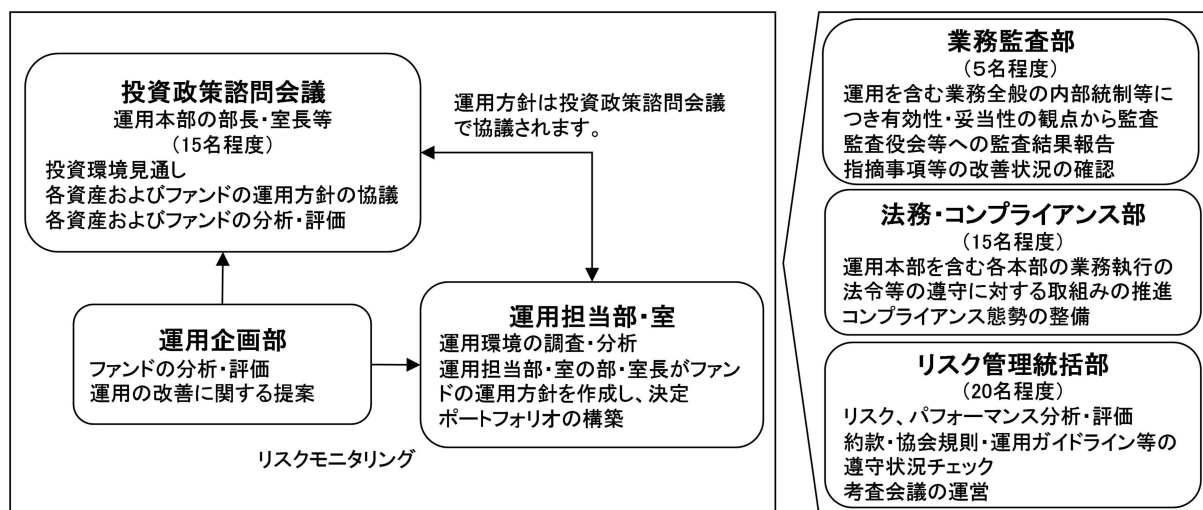 投資政策諮問会議
運用本部の部長・室長等
（15名程度）
投資環境見通し
各資産およびファンドの運用方針の協議
各資産およびファンドの分析・評価
運用方針は投資政策諮問会議
で協議されます。
運用企画部
ファンドの分析・評価
運用の改善に関する提案
運用担当部・室
運用環境の調査・分析
運用担当部・室の部・室長がファン
ドの運用方針を作成し、決定
ポートフォリオの構築
リスクモニタリング
業務監査部
（５名程度）
運用を含む業務全般の内部統制等に
つき有効性・妥当性の観点から監査
監査役会等への監査結果報告
指摘事項等の改善状況の確認
法務・コンプライアンス部
（15名程度）
運用本部を含む各本部の業務執行の
法令等の遵守に対する取組みの推進
コンプライアンス態勢の整備
リスク管理統括部
（20名程度）
リスク、パフォーマンス分析・評価
約款・協会規則・運用ガイドライン等の
遵守状況チェック
考査会議の運営